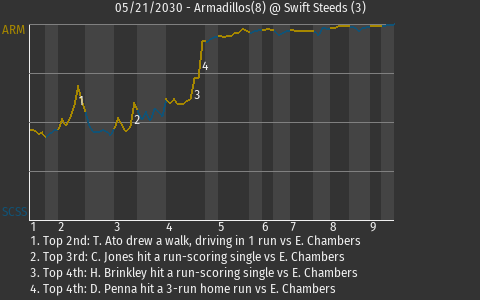 05/21/2030 - Armadillos(8) @ Swift Steeds (3)
ARM
1
4
3
2
SCSS
1 2 3 4 5 6 7 8 9
1. Top 2nd: T. Ato drew a walk, driving in 1 run vs E. Chambers
2. Top 3rd: C. Jones hit a run-scoring single vs E. Chambers
3. Top 4th: H. Brinkley hit a run-scoring single vs E. Chambers
4. Top 4th: D. Penna hit a 3-run home run vs E. Chambers